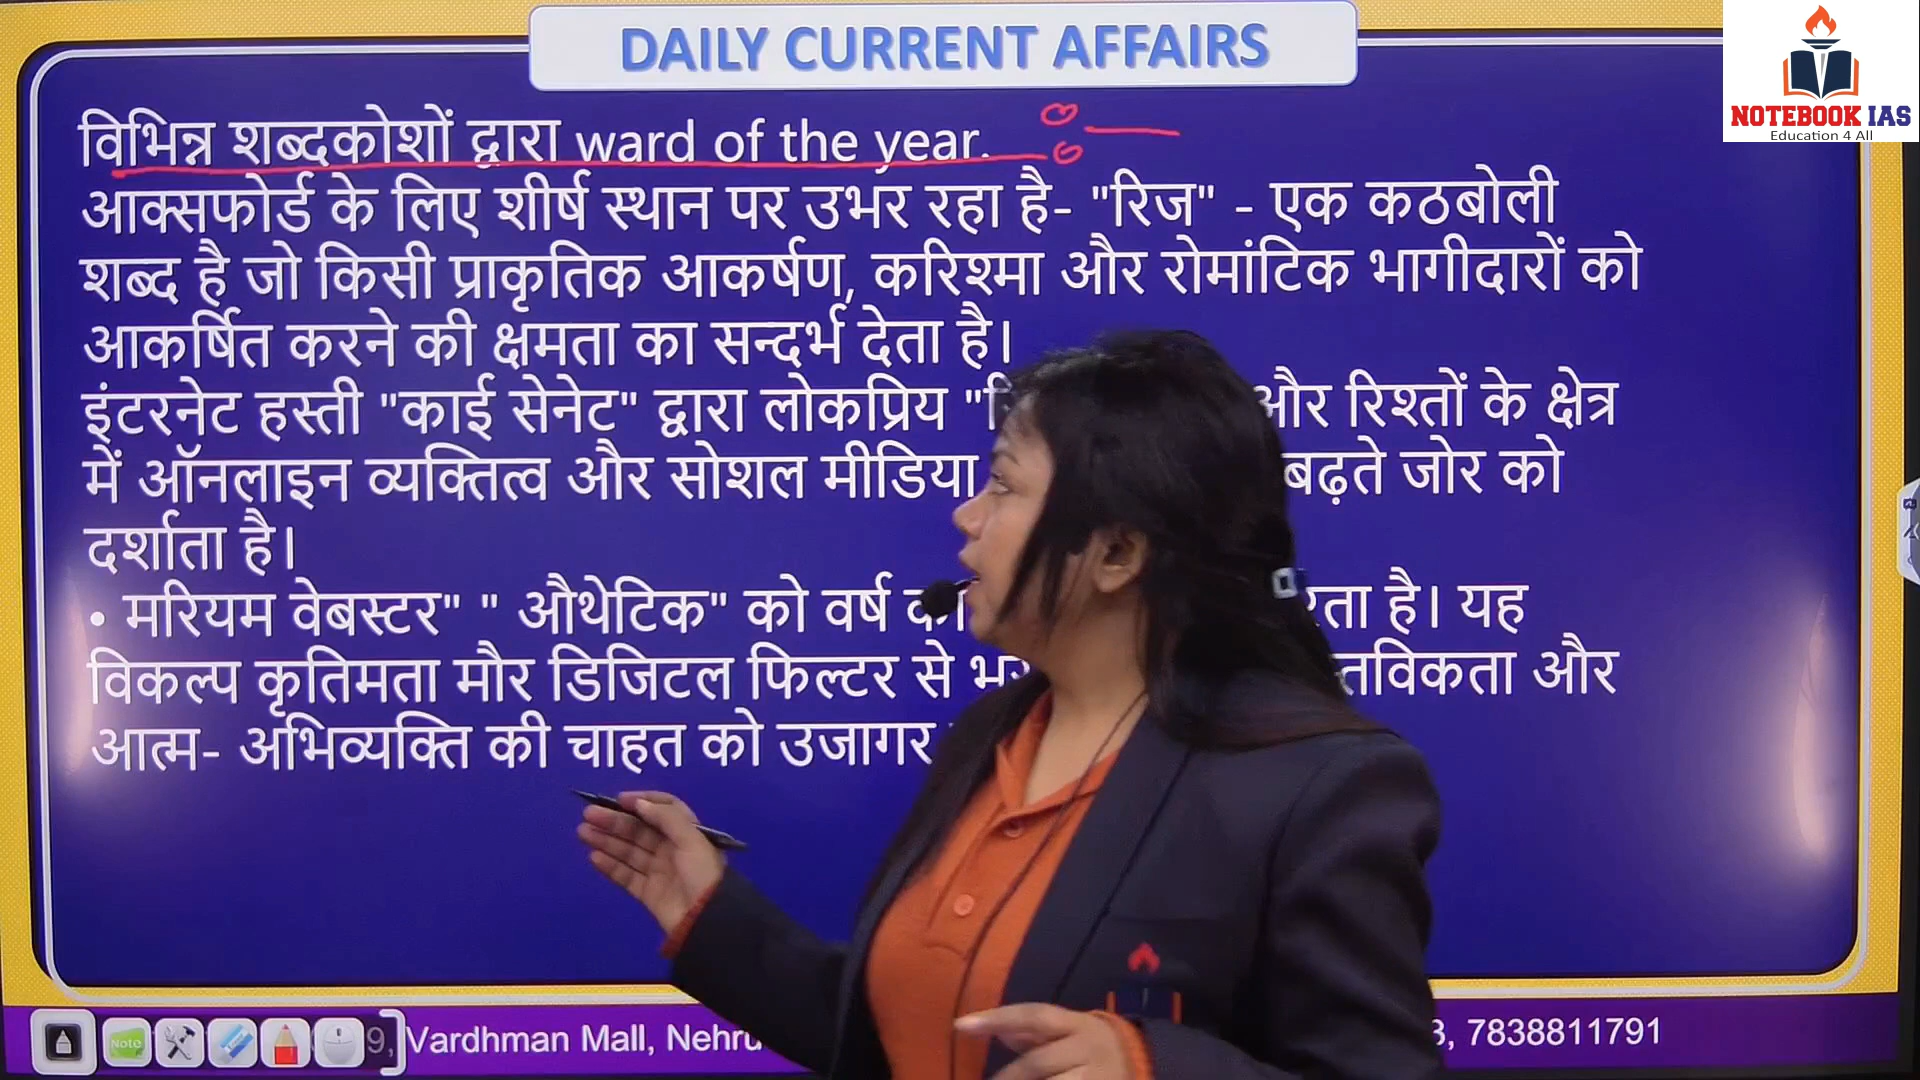 DAILY CURRENT AFFAIRS
NOTEBOOK IAS
Education 4 All
विभिन्न शब्दकोशों द्वारा ward of the year.
आक्सफोर्ड के लिए शीर्ष स्थान पर उभर रहा है- "रिज" - एक कठबोली
शब्द है जो किसी प्राकृतिक आकर्षण, करिश्मा और रोमांटिक भागीदारों को
आकर्षित करने की क्षमता का सन्दर्भ देता है।
इंटरनेट हस्ती "काई सेनेट" द्वारा लोकप्रिय और रिश्तों के क्षेत्र
में ऑनलाइन व्यक्तित्व और सोशल मीडिया बढ़ते जोर को
दर्शाता है।
• मरियम वेबस्टर" " औथेटिक" को वर्ष है। यह
विकल्प कृतिमता मौर डिजिटल फिल्टर से और
आत्म- अभिव्यक्ति की चाहत को उजागर
Note
9, Vardhman Mall, Nehru 7838811791